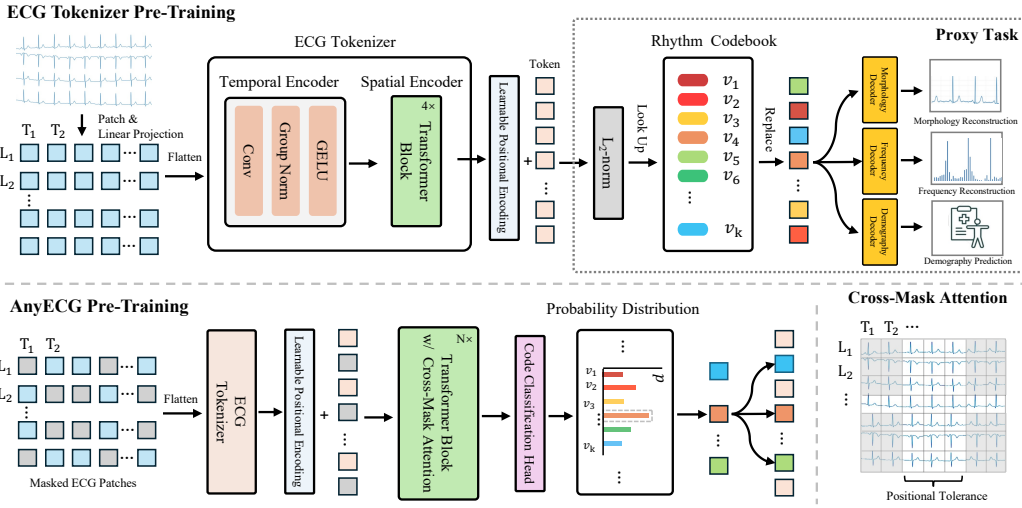 ECG Tokenizer Pre-Training
Patch &
Linear Projection
T1 T2
L1
L2
Flatten
ECG Tokenizer
Temporal Encoder
Conv
Group Norm
GELU
Spatial Encoder
4×
Transformer
Block
Learnable Positional Encoding
+
Token
Proxy Task
L2-norm
Look Up
Rhythm Codebook
v1
v2
v3
v4
v5
v6
...
vk
Replace
Morphology
Decoder
Morphology Reconstruction
Frequency
Decoder
Frequency Reconstruction
Demography
Decoder
Demography Prediction
AnyECG Pre-Training
T1 T2
L1
L2
Masked ECG Patches
Flatten
ECG
Tokenizer
Learnable Positional Encoding
+
N×
Transformer Block
w/ Cross-Mask Attention
Code Classification Head
Probability Distribution
...
p
v1
v2
v3
...
vk
...
Cross-Mask Attention
T1 T2 ...
L1
L2
Positional Tolerance